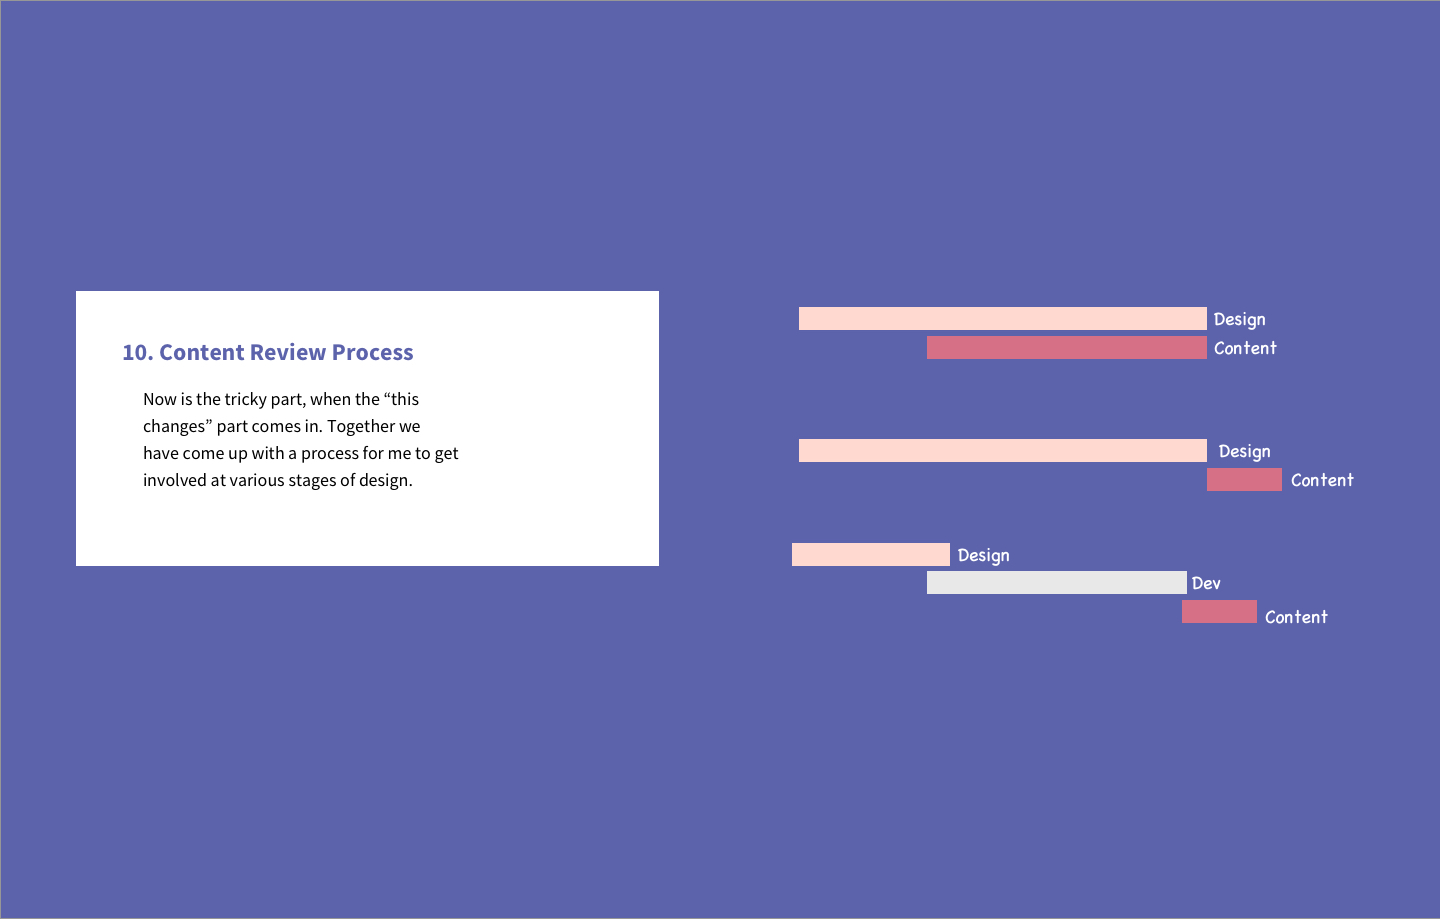 10. Content Review Process
Now is the tricky part, when the “this
changes” part comes in. Together we
have come up with a process for me to get
involved at various stages of design.
Design
Content
Design
Content
Design
Dev
Content